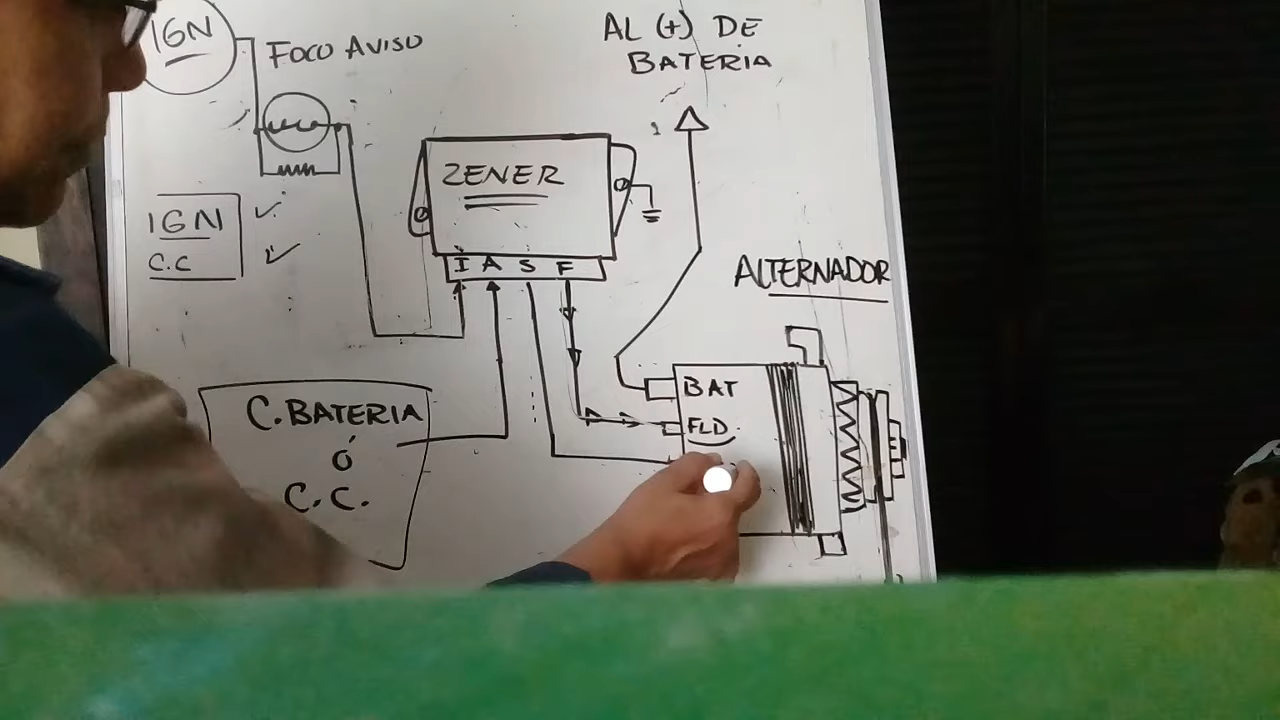 IGN
FOCO AVISO
AL (+) DE
BATERIA
ZENER
IGN
C.C
I A S F
ALTERNADOR
C. BATERIA
Ó
C.C.
BAT
FLD